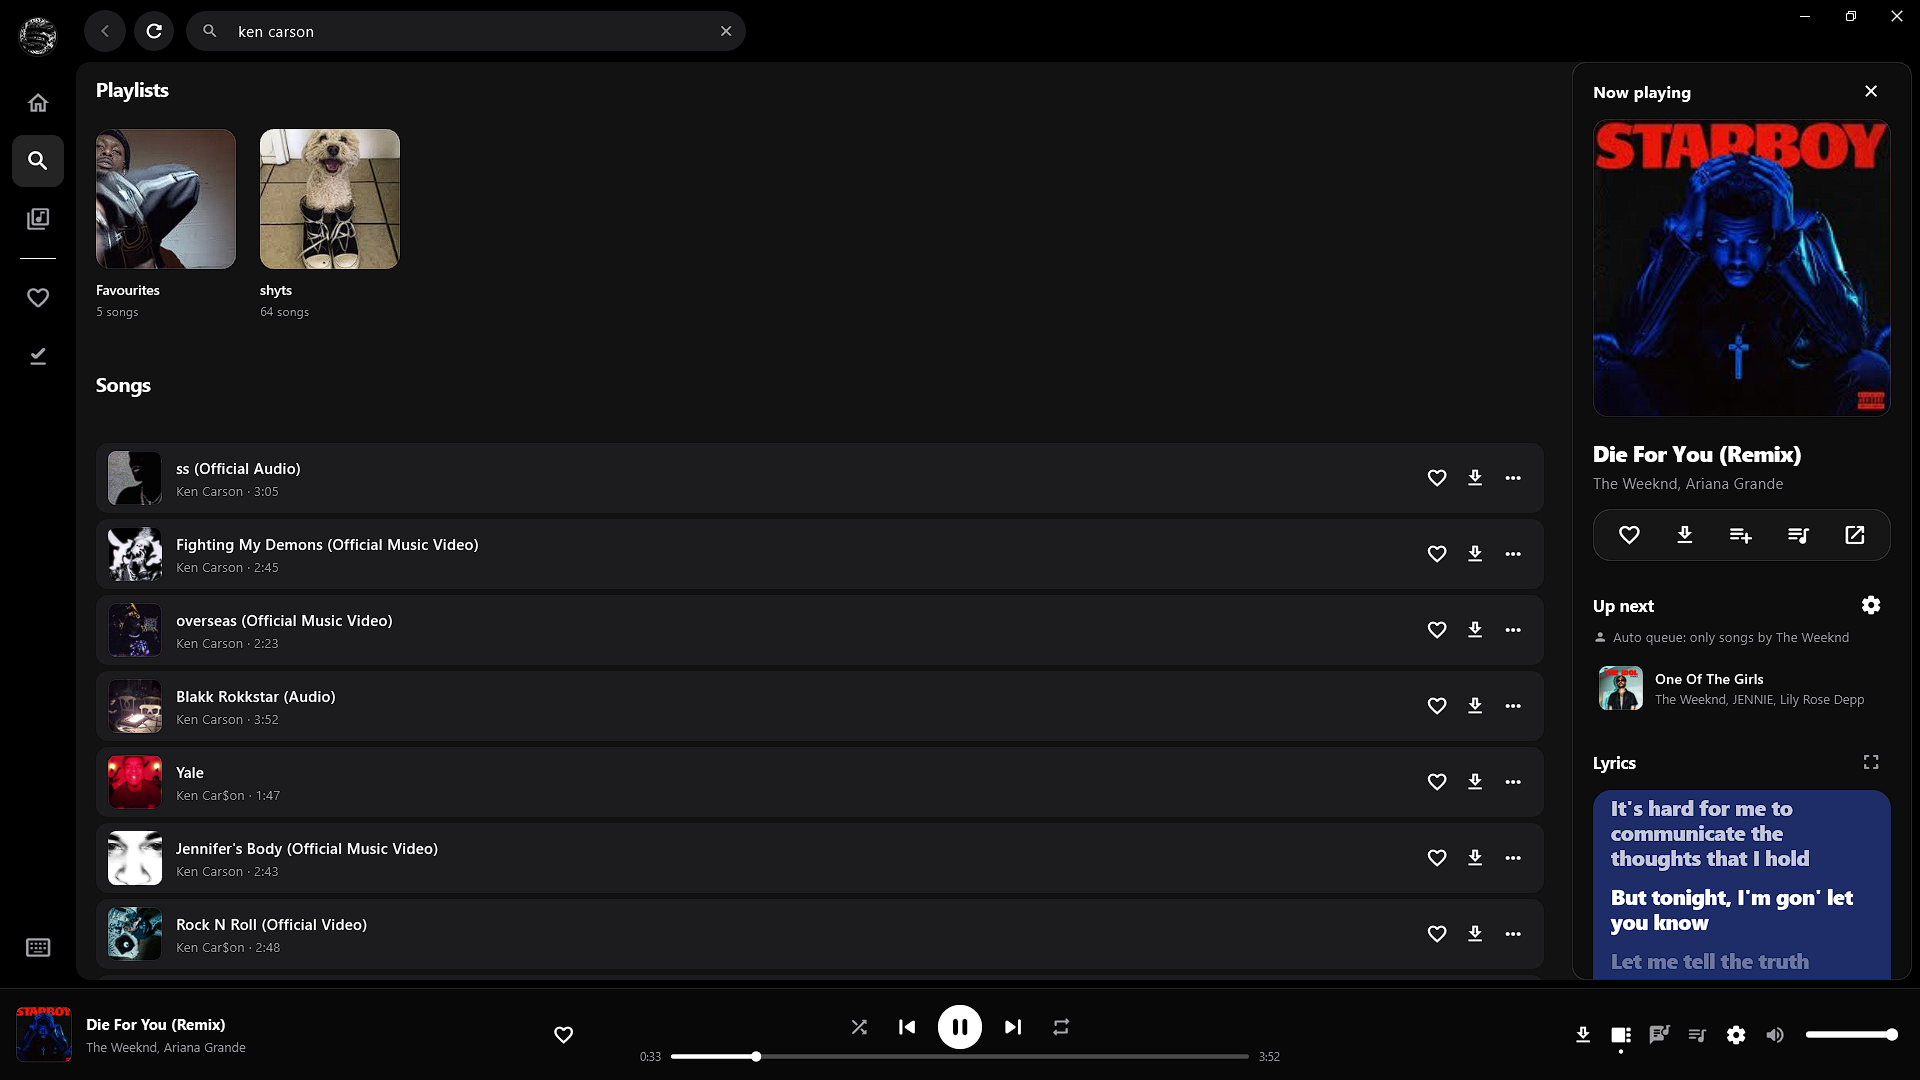 ken carson
Playlists
Favourites
5 songs
shyts
64 songs
Songs
ss (Official Audio)
Ken Carson · 3:05
Fighting My Demons (Official Music Video)
Ken Carson · 2:45
overseas (Official Music Video)
Ken Carson · 2:23
Blakk Rokkstar (Audio)
Ken Carson · 3:52
Yale
Ken Car$on · 1:47
Jennifer's Body (Official Music Video)
Ken Carson · 2:43
Rock N Roll (Official Video)
Ken Car$on · 2:48
Now playing
STARBOY
Die For You (Remix)
The Weeknd, Ariana Grande
Up next
Auto queue: only songs by The Weeknd
THE IDOL
One Of The Girls
The Weeknd, JENNIE, Lily Rose Depp
Lyrics
It's hard for me to
communicate the
thoughts that I hold
But tonight, I'm gon' let
you know
Let me tell the truth
STARBOY
Die For You (Remix)
The Weeknd, Ariana Grande
0:33
3:52